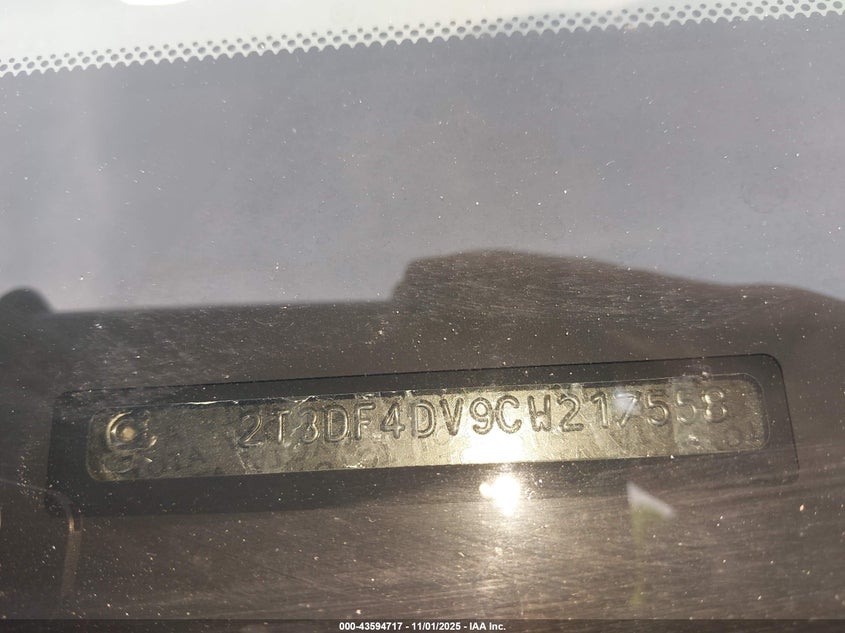 2T3DF4DV9CW217558
000-43594717 - 11/01/2025 - IAA Inc.